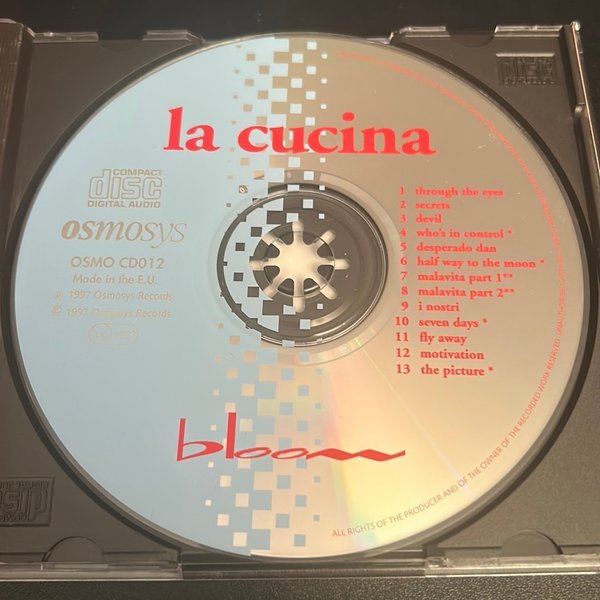 la cucina
COMPACT
disc
DIGITAL AUDIO
osmosys
OSMO CD012
Made in the E.U.
℗ 1997 Osmosys Records
© 1997 Osmosys Records
1 through the eyes
2 secrets
3 devil
4 who's in control *
5 desperado dan
6 half way to the moon *
7 malavita part 1**
8 malavita part 2**
9 i nostri
10 seven days *
11 fly away
12 motivation
13 the picture *
bloom
ALL RIGHTS OF THE PRODUCER AND OF THE OWNER OF THE RECORDED WORK RESERVED.
disc